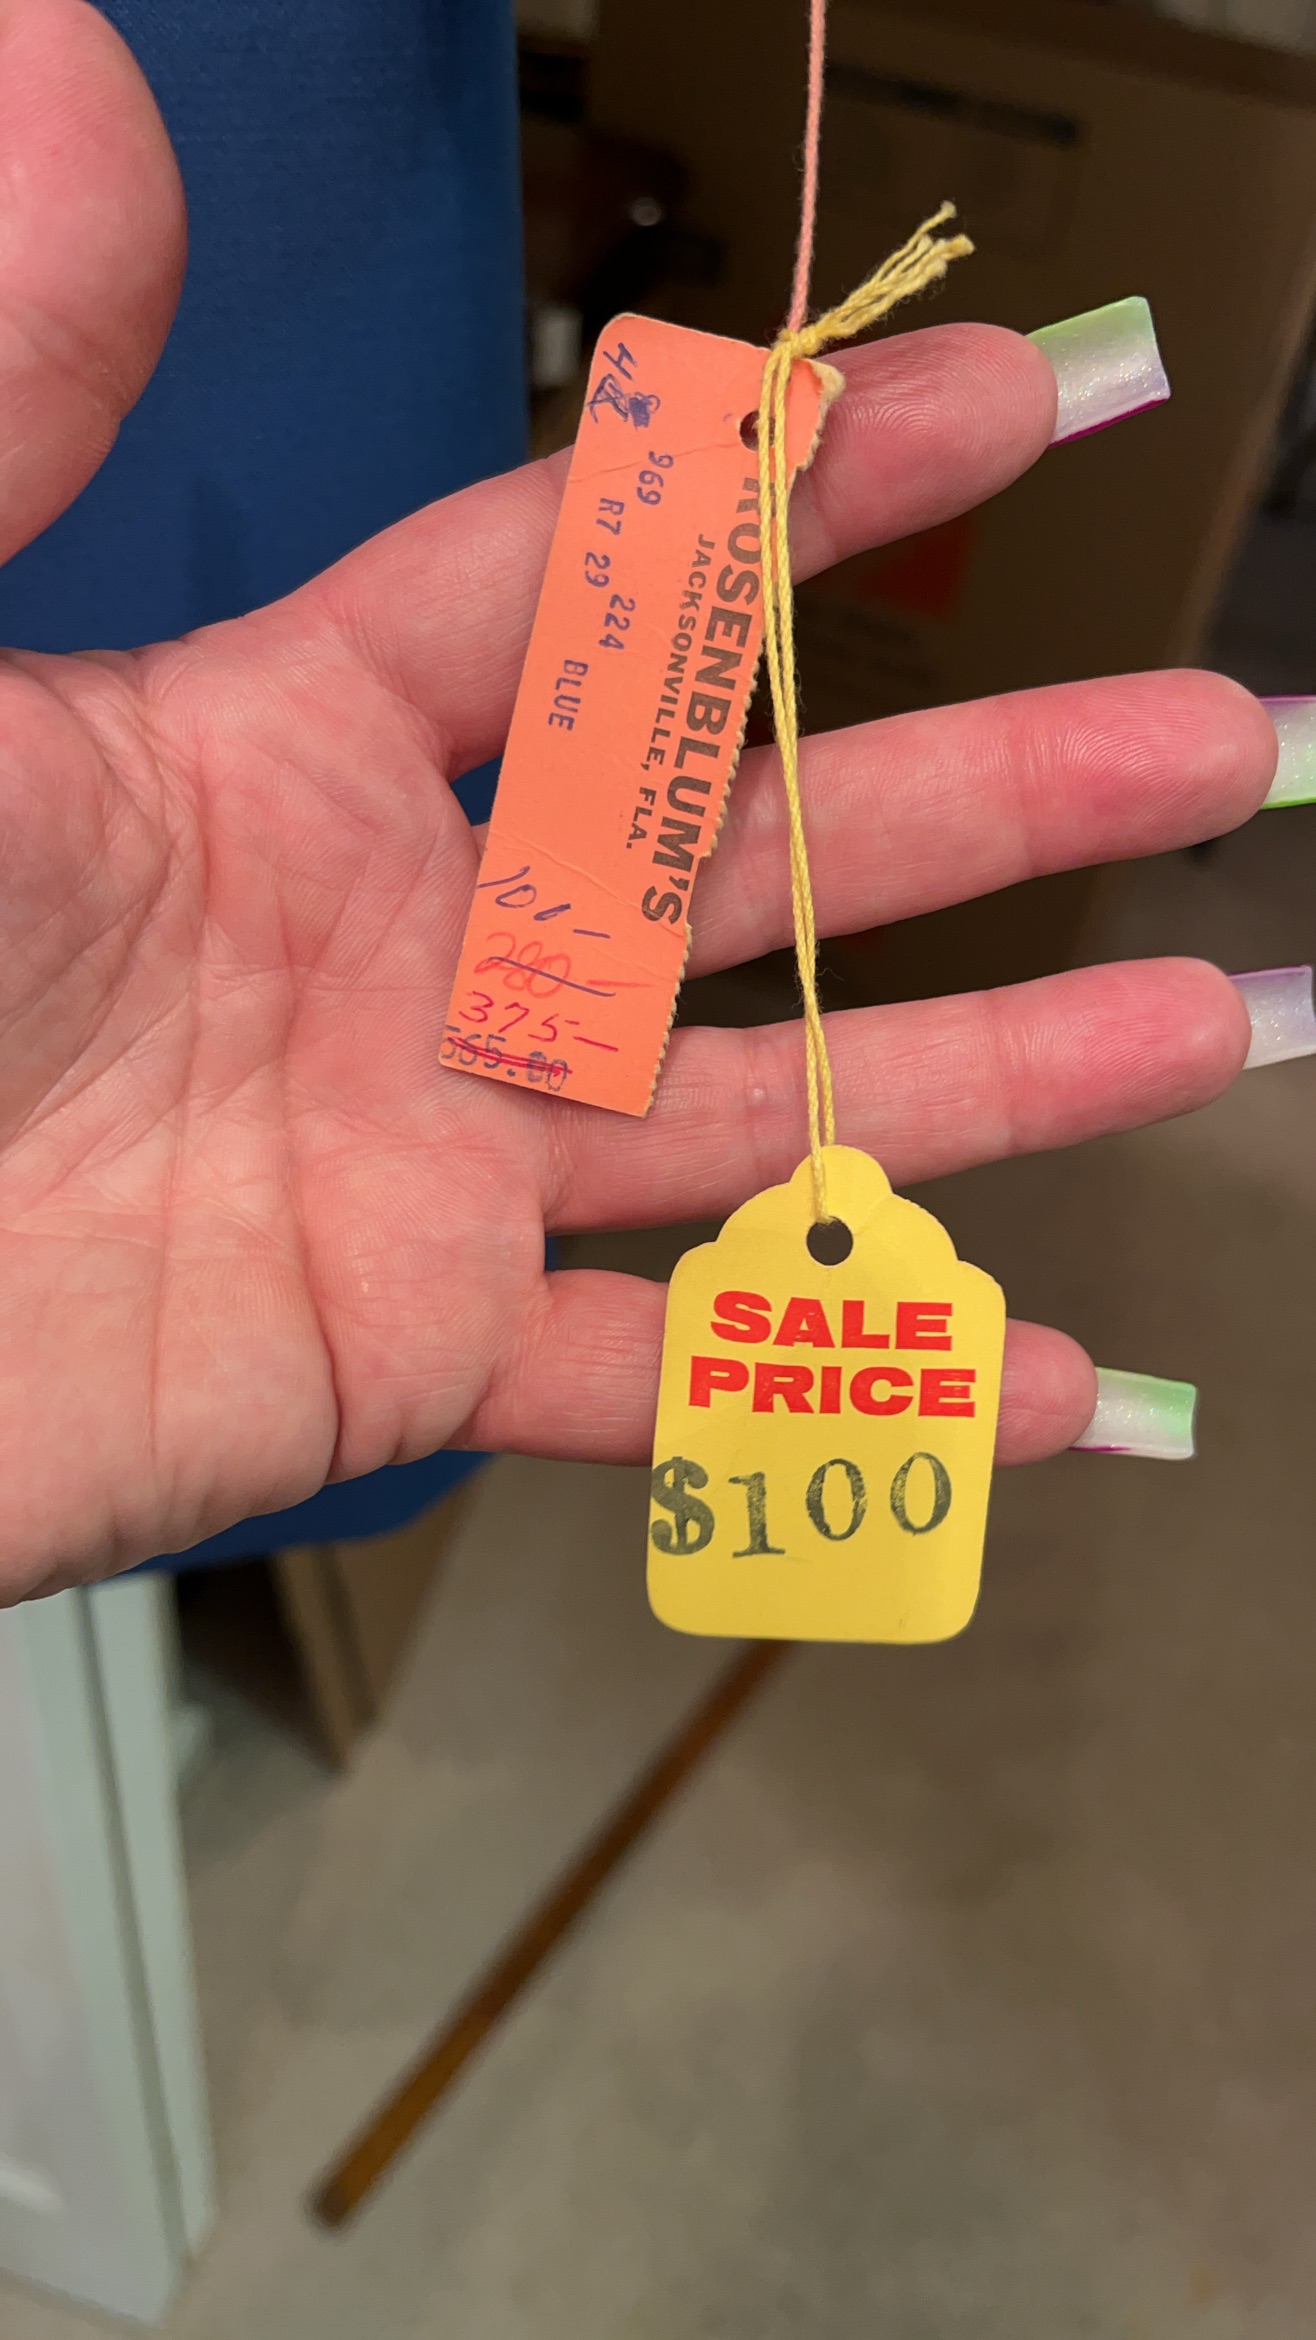 ROSENBLUM'S
JACKSONVILLE, FLA.
969
224
R7 29
BLUE
100-
280-
375-
565.00
SALE
PRICE
$100